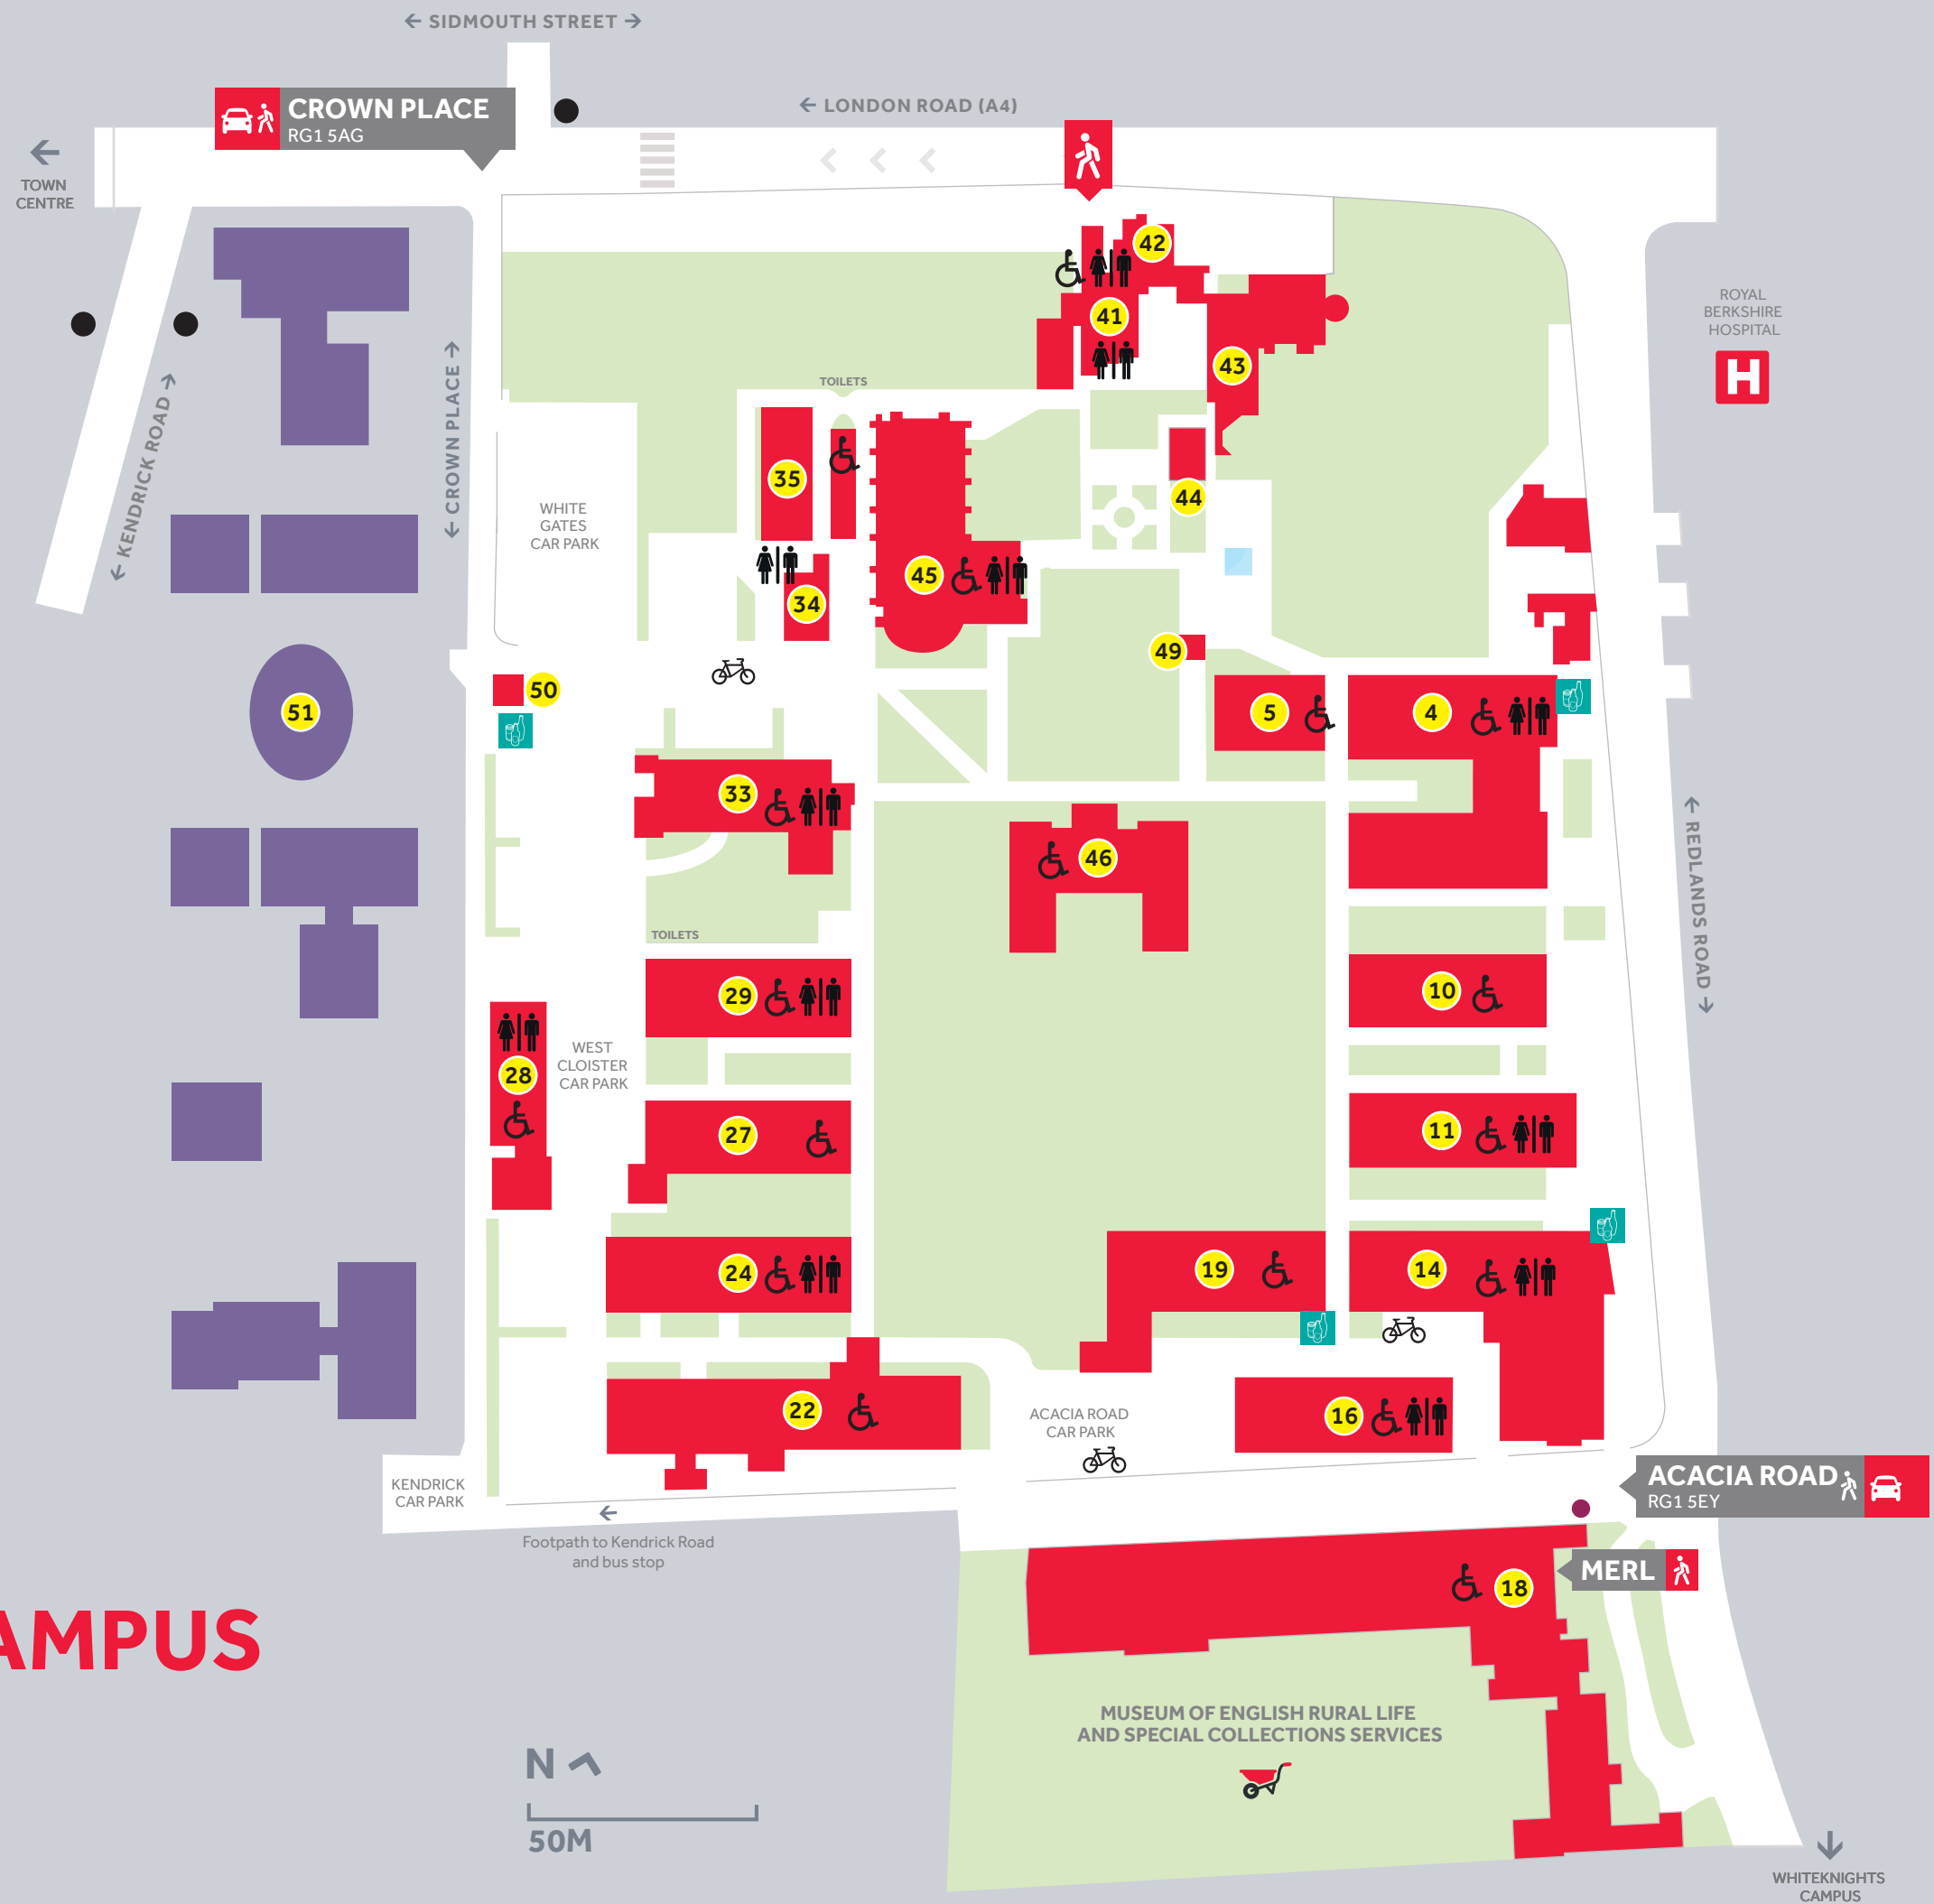 ← SIDMOUTH STREET →
CROWN PLACE
RG1 5AG
← LONDON ROAD (A4)
←
TOWN
CENTRE
42
41
43
ROYAL
BERKSHIRE
HOSPITAL
H
← KENDRICK ROAD →
← CROWN PLACE →
TOILETS
35
44
WHITE
GATES
CAR PARK
45
34
49
50
51
5
4
33
46
← REDLANDS ROAD →
TOILETS
29
10
28
WEST
CLOISTER
CAR PARK
27
11
24
19
14
22
ACACIA ROAD
CAR PARK
16
KENDRICK
CAR PARK
ACACIA ROAD
RG1 5EY
←
Footpath to Kendrick Road
and bus stop
MERL
18
AMPUS
MUSEUM OF ENGLISH RURAL LIFE
AND SPECIAL COLLECTIONS SERVICES
N
50M
↓
WHITEKNIGHTS
CAMPUS